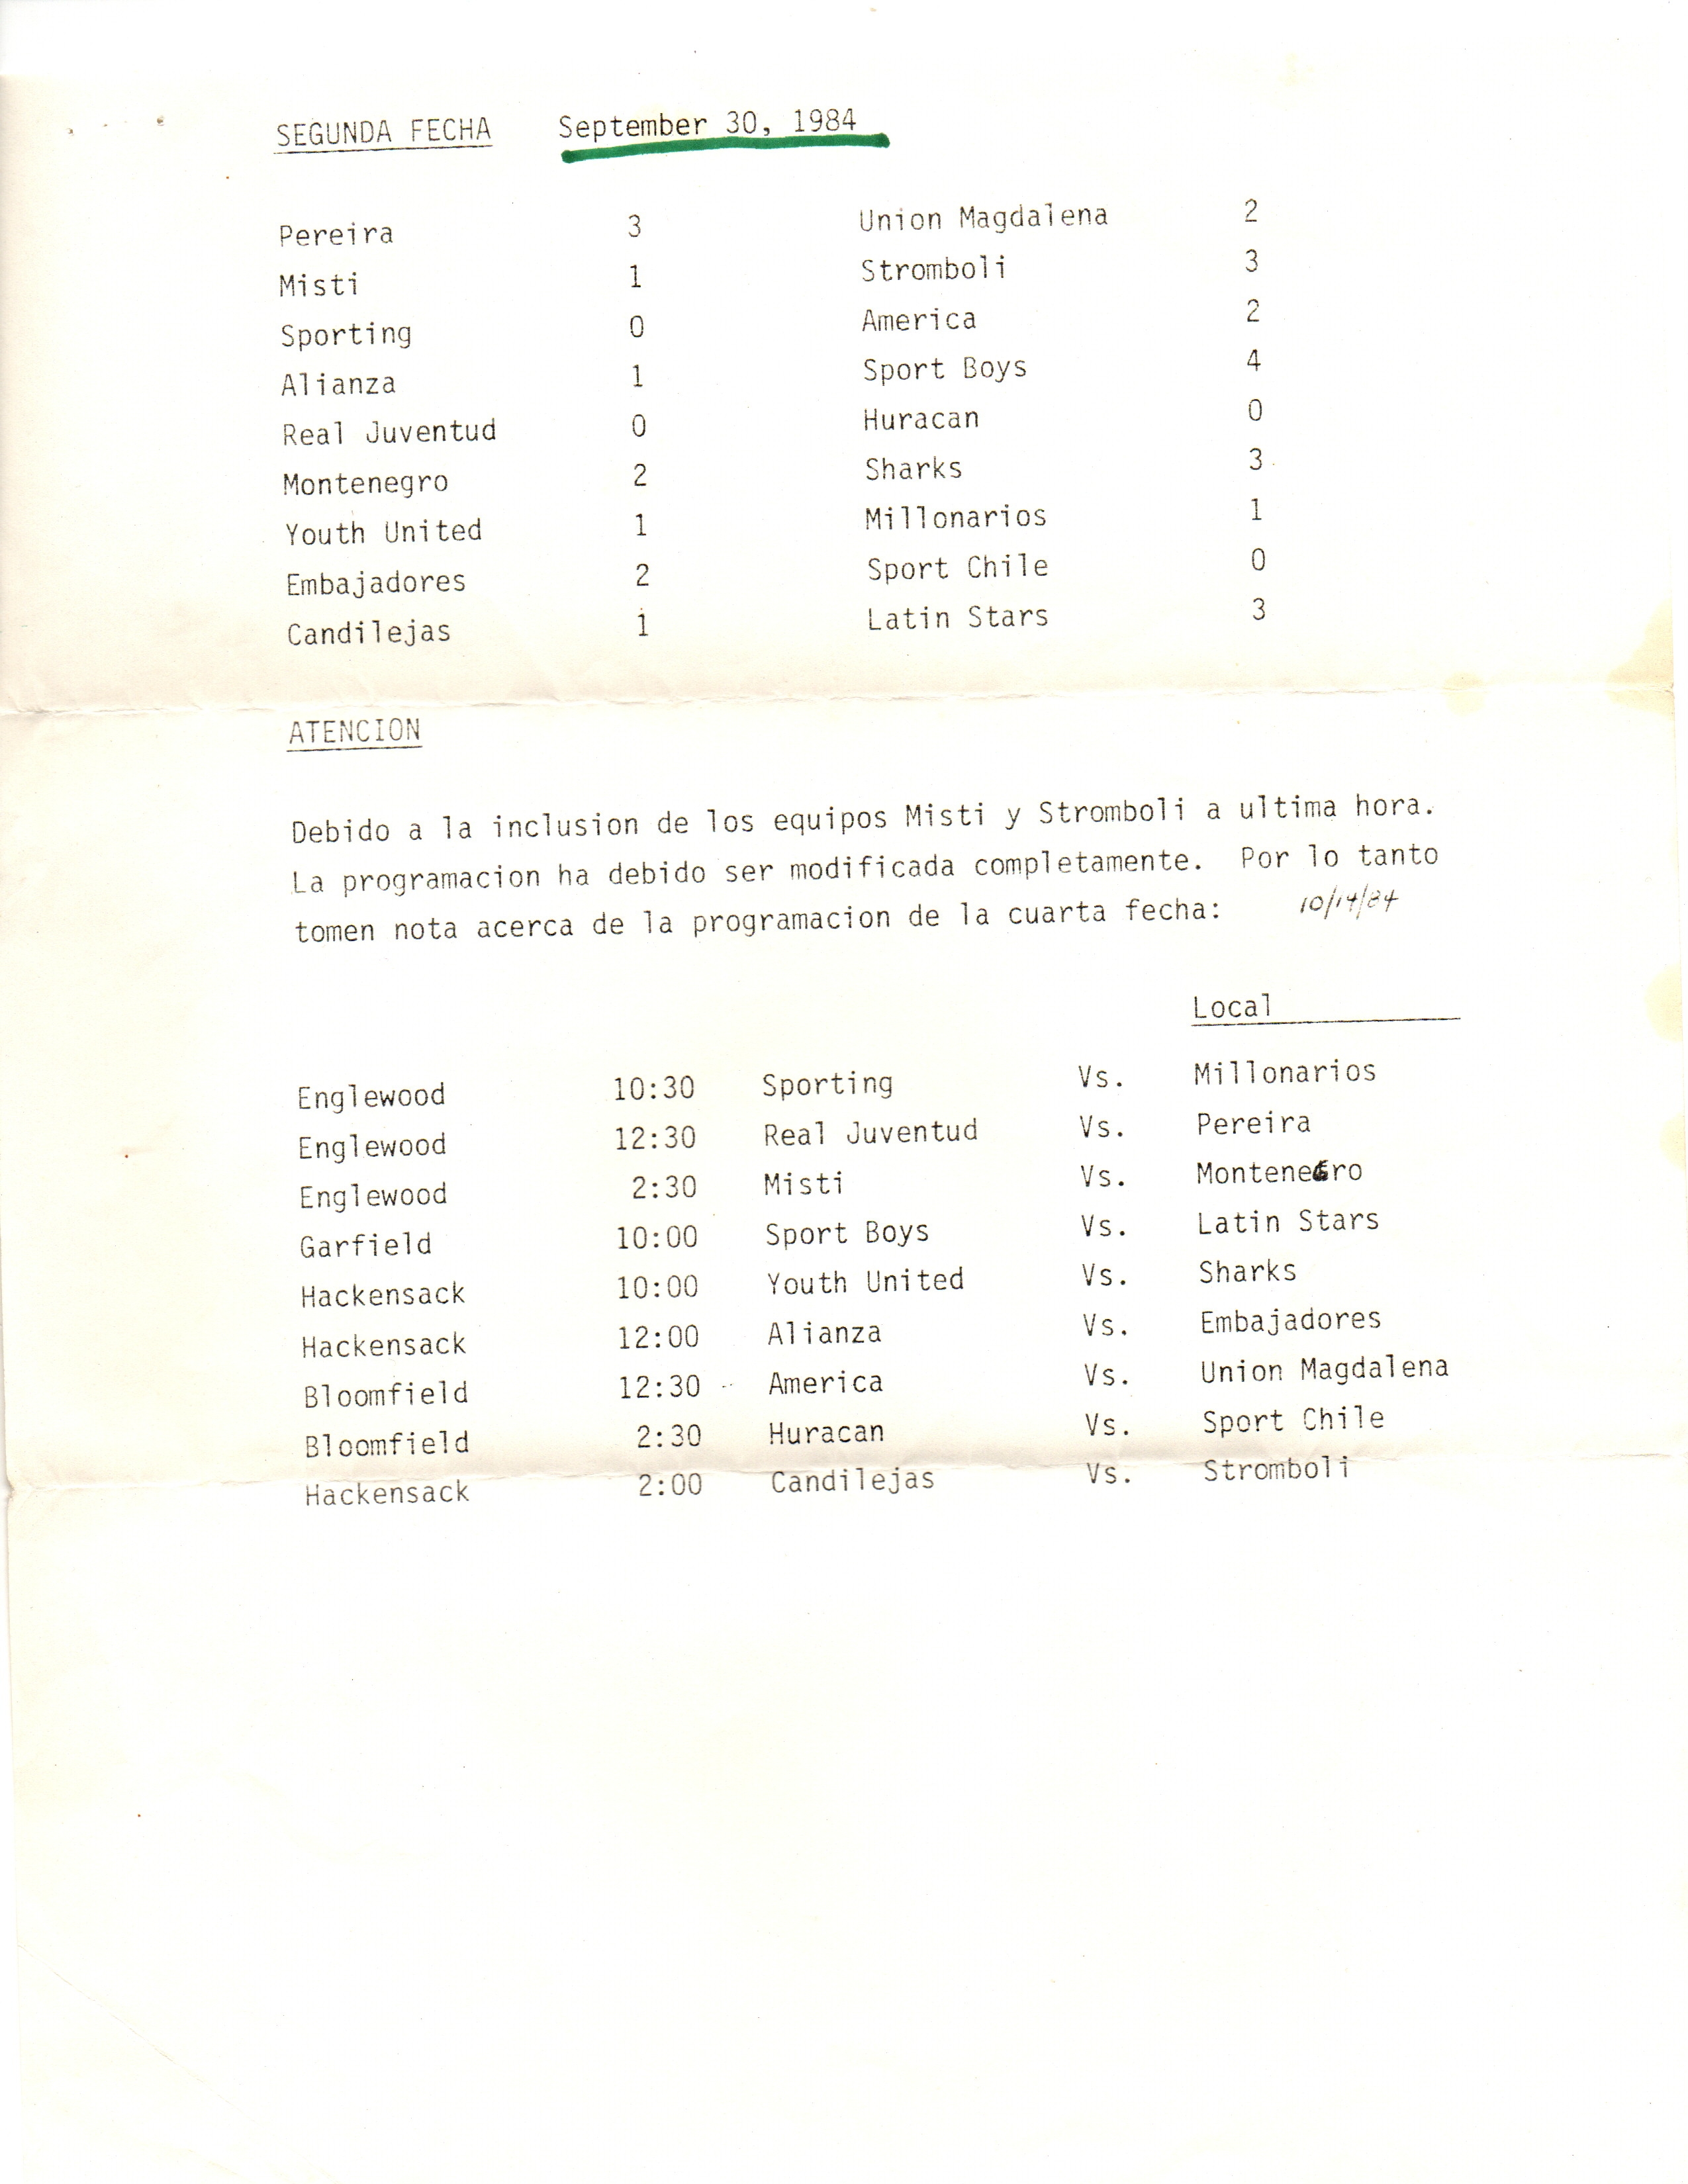 SEGUNDA FECHA September 30, 1984
Pereira 3 Union Magdalena 2
Misti 1 Stromboli 3
Sporting 0 America 2
Alianza 1 Sport Boys 4
Real Juventud 0 Huracan 0
Montenegro 2 Sharks 3
Youth United 1 Millonarios 1
Embajadores 2 Sport Chile 0
Candilejas 1 Latin Stars 3
ATENCION
Debido a la inclusion de los equipos Misti y Stromboli a ultima hora.
La programacion ha debido ser modificada completamente. Por lo tanto
tomen nota acerca de la programacion de la cuarta fecha: 10/14/84
Local
Englewood 10:30 Sporting Vs. Millonarios
Englewood 12:30 Real Juventud Vs. Pereira
Englewood 2:30 Misti Vs. Montenegro
Garfield 10:00 Sport Boys Vs. Latin Stars
Hackensack 10:00 Youth United Vs. Sharks
Hackensack 12:00 Alianza Vs. Embajadores
Bloomfield 12:30 America Vs. Union Magdalena
Bloomfield 2:30 Huracan Vs. Sport Chile
Hackensack 2:00 Candilejas Vs. Stromboli